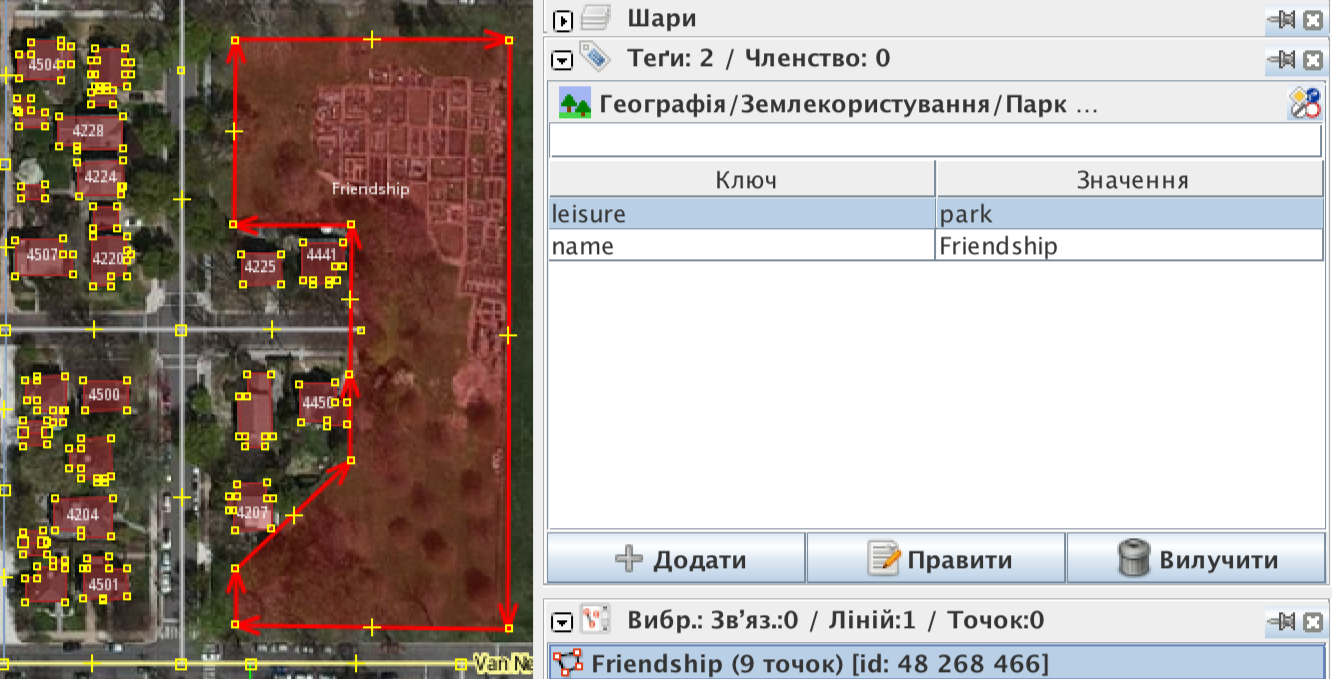 4504
4228
4224
4507
4220
Friendship
4225
4441
4500
4450
4204
4207
4501
Van Ne
Шари
Теґи: 2 / Членство: 0
Географія/Землекористування/Парк ...
Ключ Значення
leisure park
name Friendship
Додати Правити Вилучити
Вибр.: Зв’яз.:0 / Ліній:1 / Точок:0
Friendship (9 точок) [id: 48 268 466]